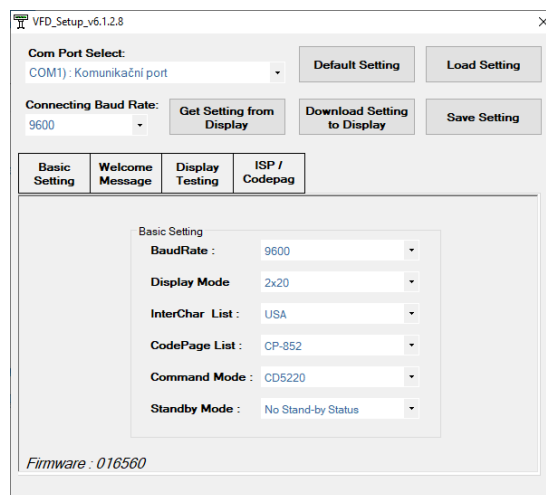 VFD_Setup_v6.1.2.8
Com Port Select:
COM1) : Komunikační port
Default Setting
Load Setting
Connecting Baud Rate:
9600
Get Setting from
Display
Download Setting
to Display
Save Setting
Basic
Setting
Welcome
Message
Display
Testing
ISP /
Codepag
Basic Setting
BaudRate :
9600
Display Mode
2x20
InterChar List :
USA
CodePage List :
CP-852
Command Mode :
CD5220
Standby Mode :
No Stand-by Status
Firmware : 016560